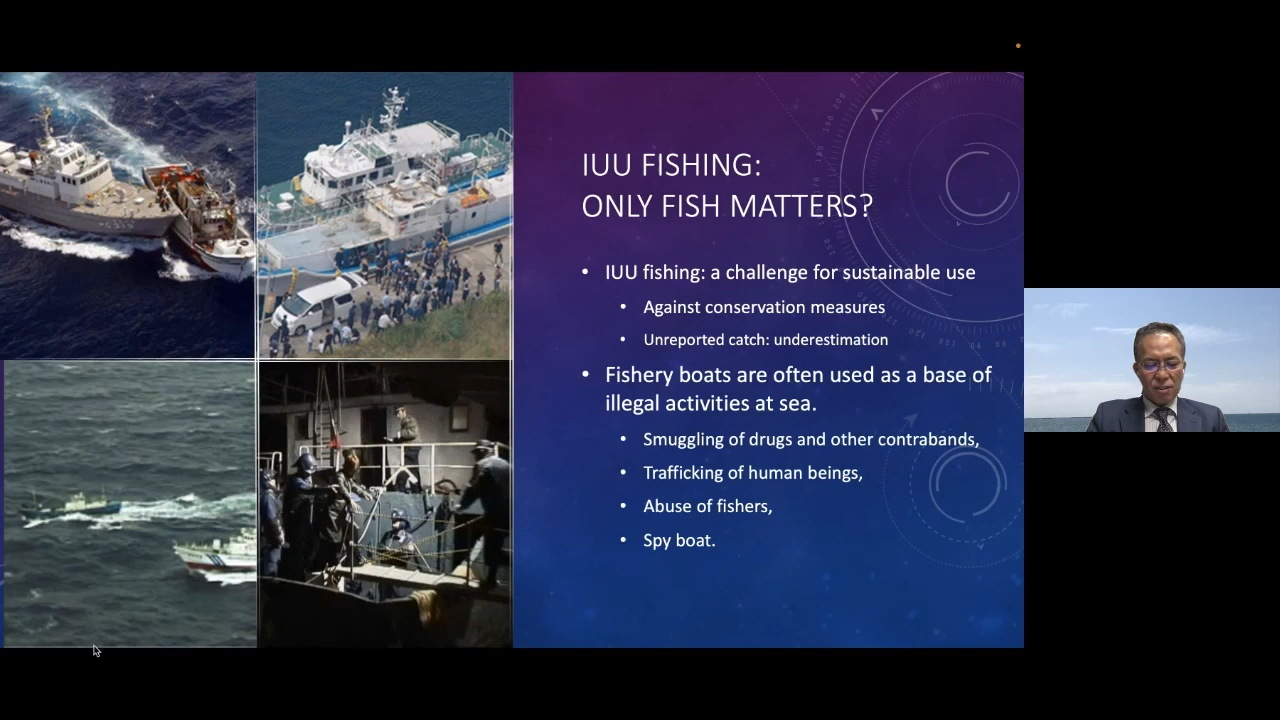 IUU FISHING:
ONLY FISH MATTERS?
• IUU fishing: a challenge for sustainable use
• Against conservation measures
• Unreported catch: underestimation
• Fishery boats are often used as a base of
illegal activities at sea.
• Smuggling of drugs and other contrabands,
• Trafficking of human beings,
• Abuse of fishers,
• Spy boat.